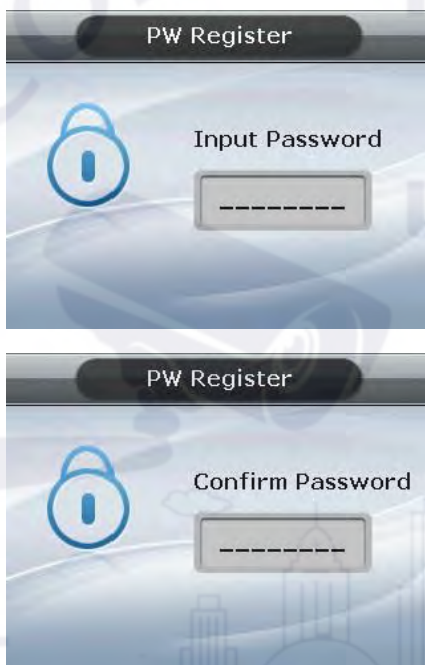 PW Register
Input Password
--------
PW Register
Confirm Password
--------